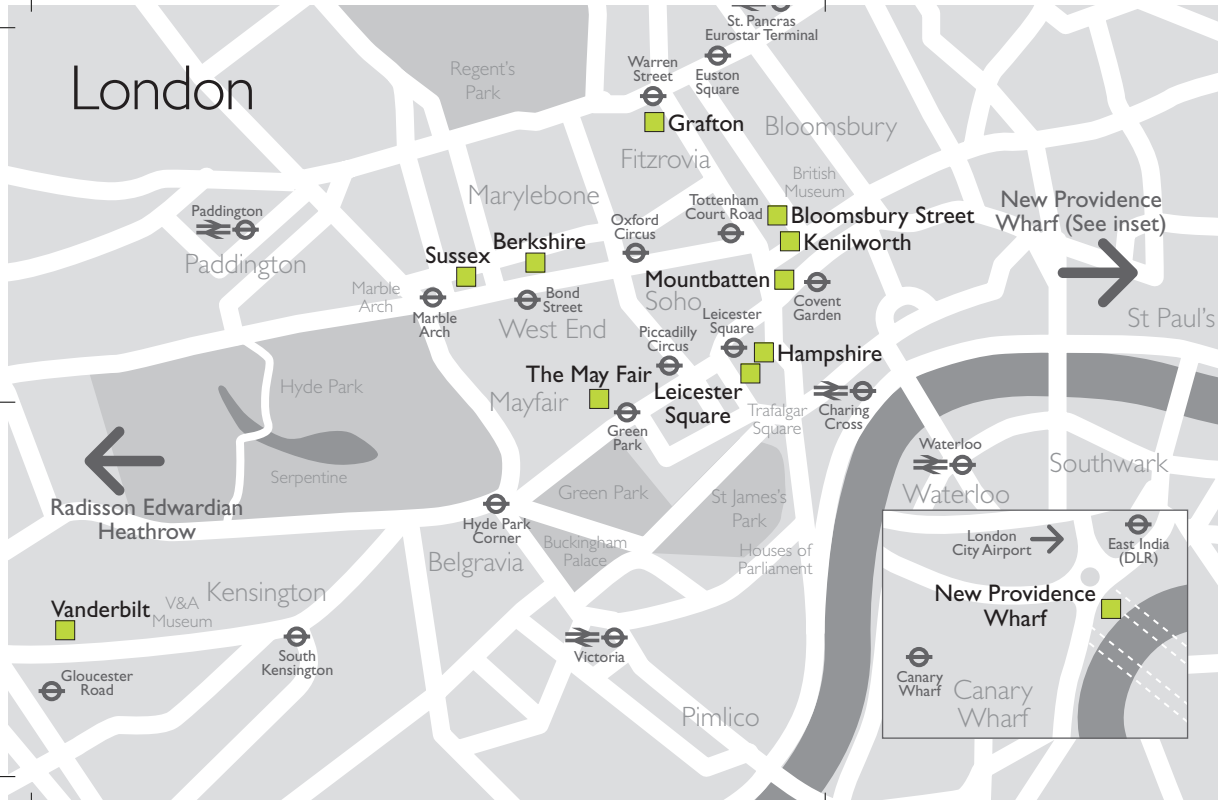 London
St. Pancras
Eurostar Terminal
Regent's
Park
Warren
Street
Euston
Square
Grafton
Bloomsbury
Fitzrovia
British
Museum
Marylebone
Paddington
Paddington
Tottenham
Court Road
Oxford
Circus
Bloomsbury Street
Kenilworth
New Providence
Wharf (See inset)
Sussex
Berkshire
Mountbatten
Soho
Covent
Garden
Marble
Arch
Marble
Arch
Bond
Street
West End
Leicester
Square
Piccadilly
Circus
St Paul's
Hampshire
The May Fair
Leicester
Square
Mayfair
Green
Park
Trafalgar
Square
Charing
Cross
Hyde Park
Serpentine
Waterloo
Waterloo
Southwark
Radisson Edwardian
Heathrow
Green Park
St James's
Park
Hyde Park
Corner
Buckingham
Palace
Houses of
Parliament
Belgravia
London
City Airport
East India
(DLR)
New Providence
Wharf
Canary
Wharf
Canary
Wharf
Kensington
V&A
Museum
Vanderbilt
South
Kensington
Gloucester
Road
Victoria
Pimlico